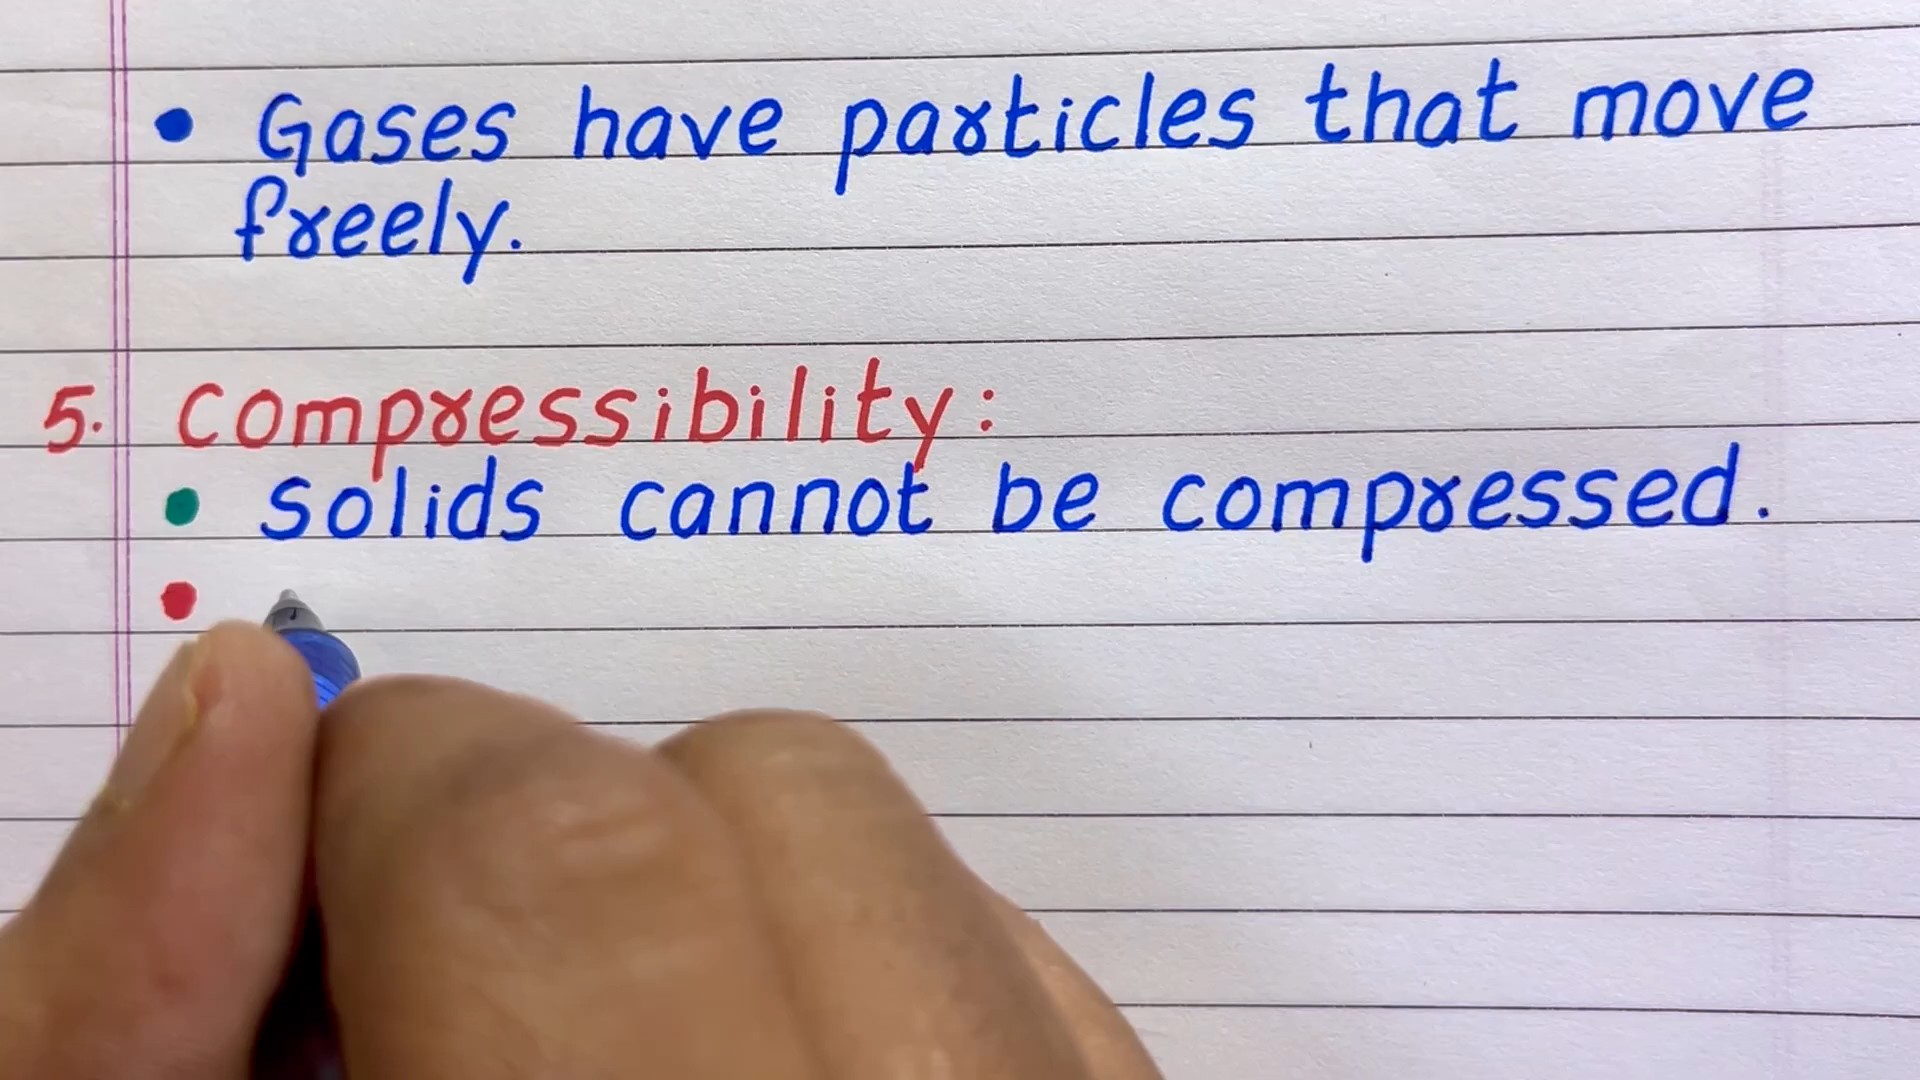 • Gases have particles that move
freely.
5. Compressibility:
• Solids cannot be compressed.
•